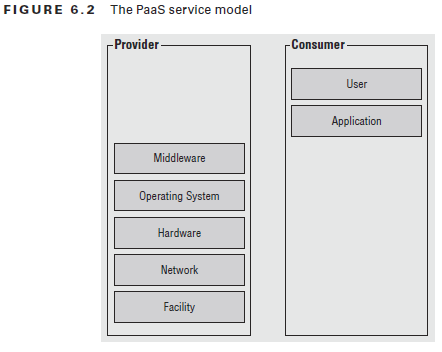 FIGURE 6.2 The PaaS service model
Provider
Middleware
Operating System
Hardware
Network
Facility
Consumer
User
Application